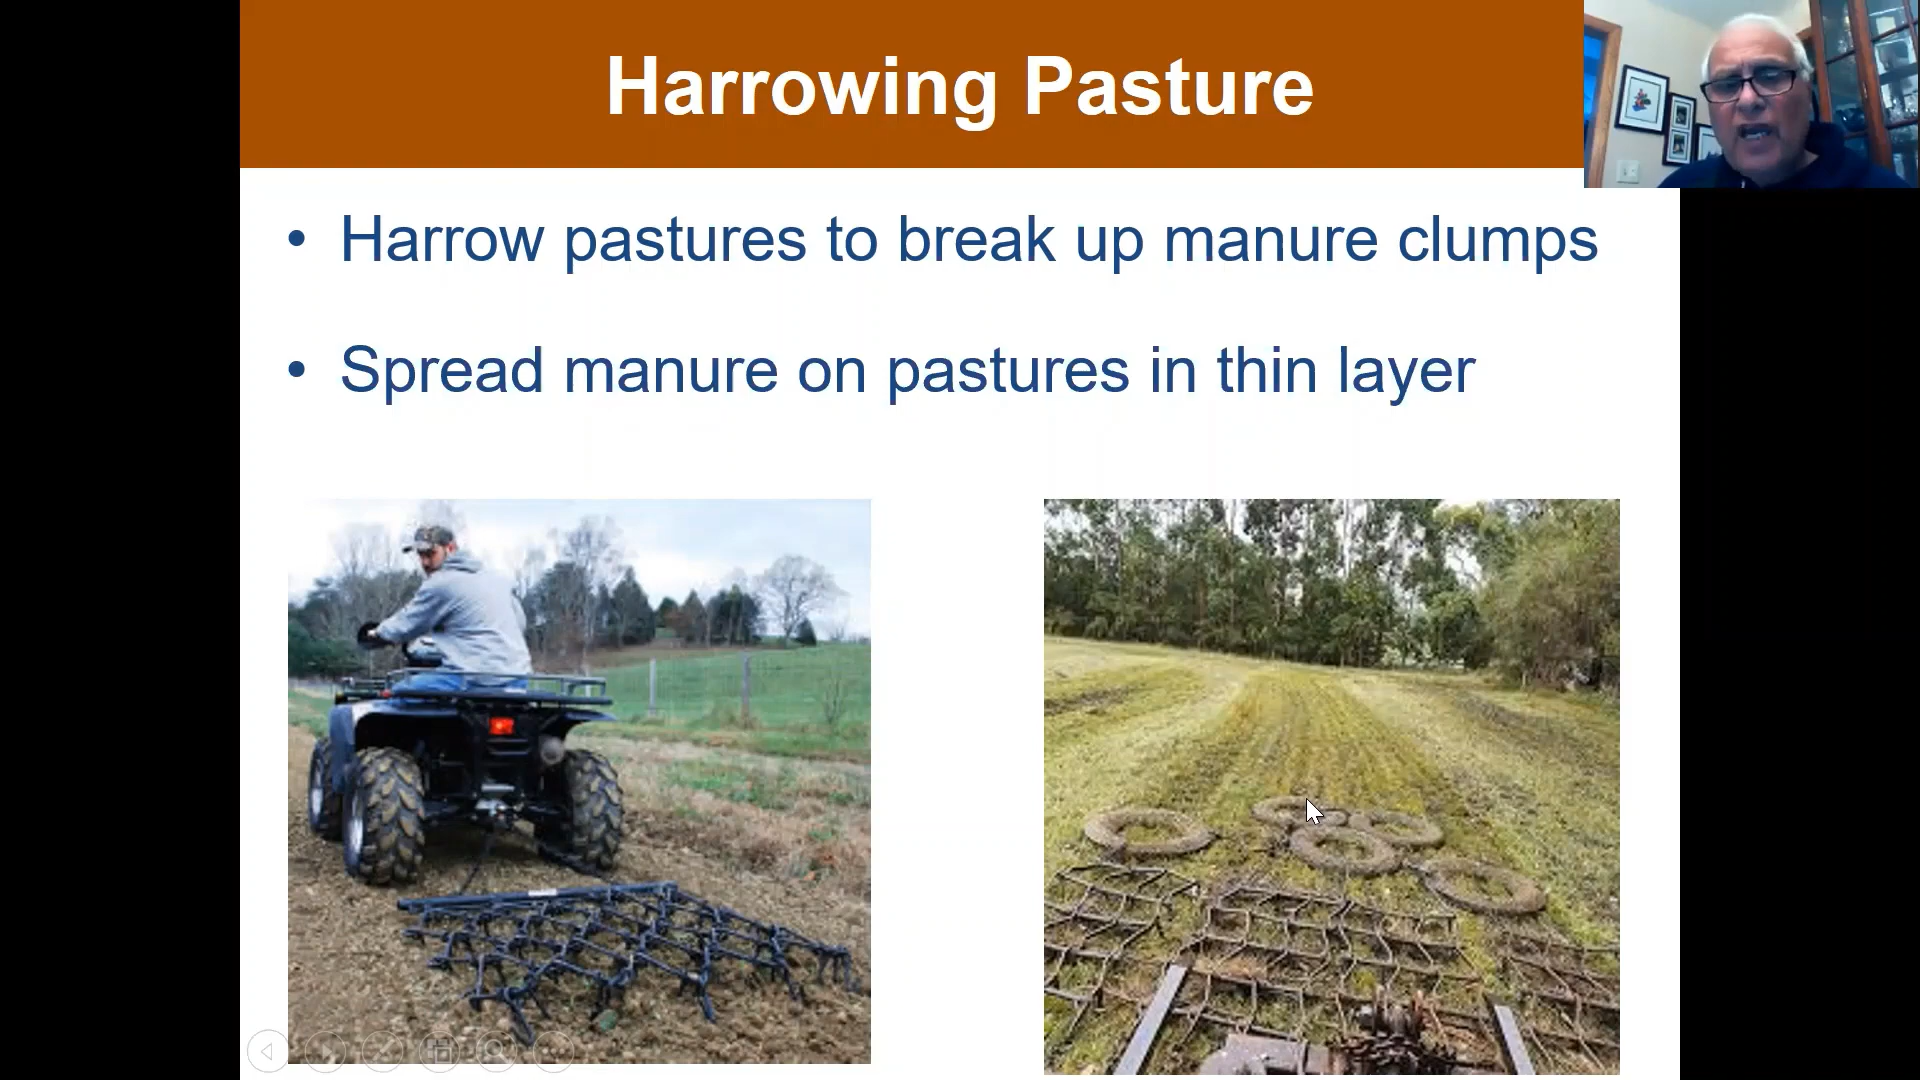 Harrowing Pasture
• Harrow pastures to break up manure clumps
• Spread manure on pastures in thin layer